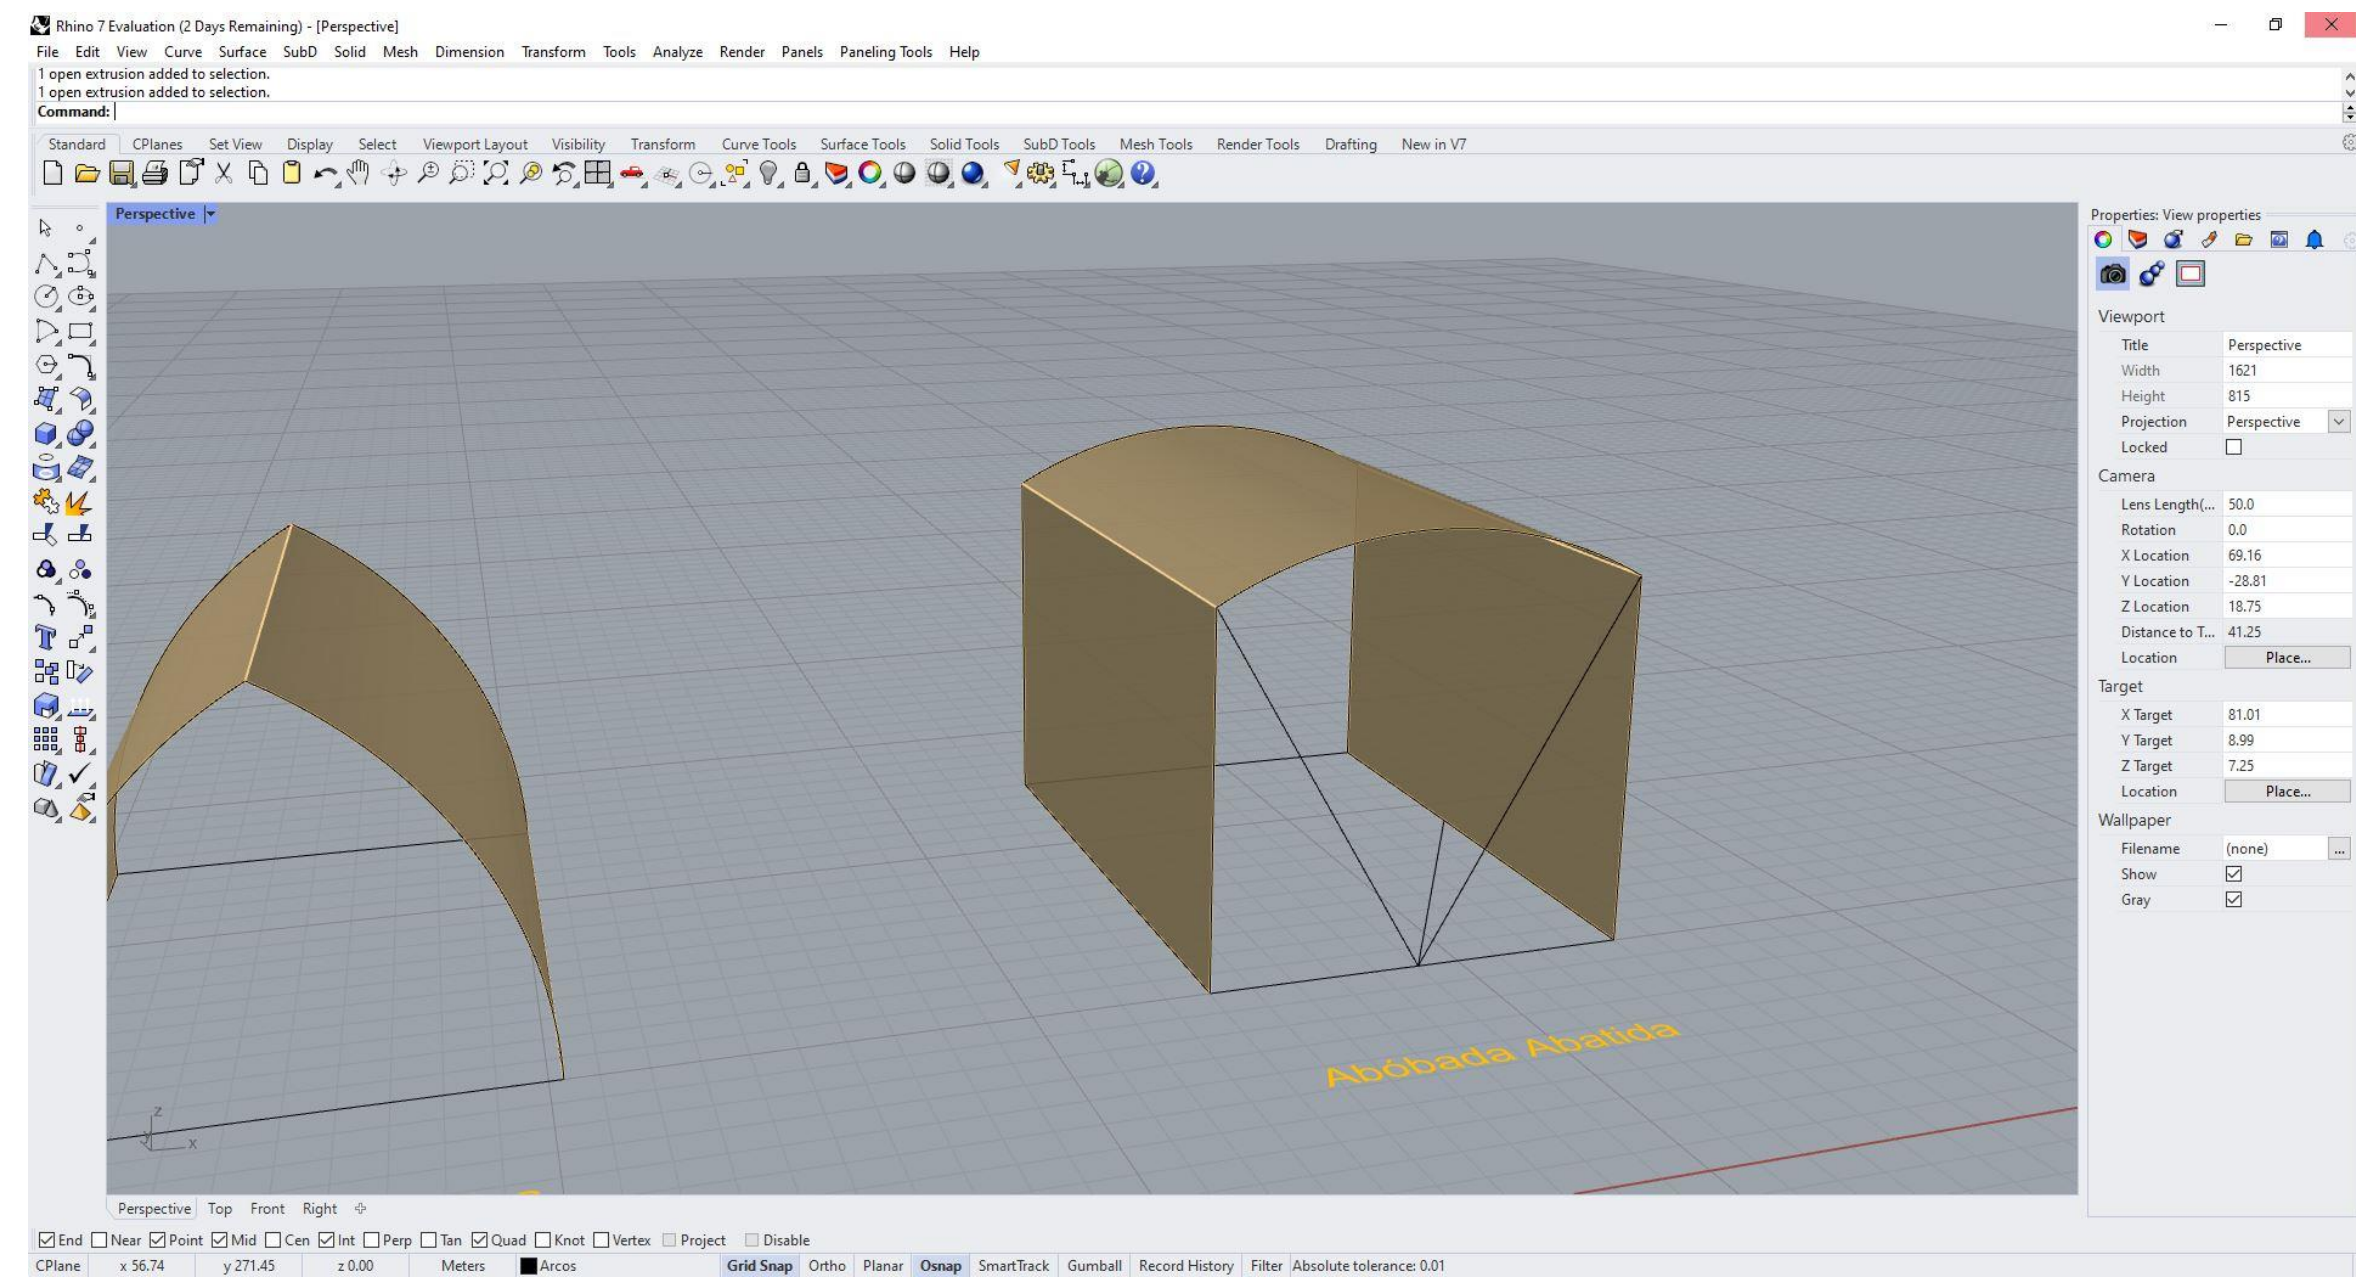 Rhino 7 Evaluation (2 Days Remaining) - [Perspective]
File Edit View Curve Surface SubD Solid Mesh Dimension Transform Tools Analyze Render Panels Paneling Tools Help
1 open extrusion added to selection.
1 open extrusion added to selection.
Command:
Standard CPlanes Set View Display Select Viewport Layout Visibility Transform Curve Tools Surface Tools Solid Tools SubD Tools Mesh Tools Render Tools Drafting New in V7
Perspective
Properties: View properties
Viewport
Title Perspective
Width 1621
Height 815
Projection Perspective
Locked
Camera
Lens Length(... 50.0
Rotation 0.0
X Location 69.16
Y Location -28.81
Z Location 18.75
Distance to T... 41.25
Location Place...
Target
X Target 81.01
Y Target 8.99
Z Target 7.25
Location Place...
Wallpaper
Filename (none) ...
Show
Gray
Abóbada Abatida
z
y
x
Perspective Top Front Right
End Near Point Mid Cen Int Perp Tan Quad Knot Vertex Project Disable
CPlane x 56.74 y 271.45 z 0.00 Meters Arcos Grid Snap Ortho Planar Osnap SmartTrack Gumball Record History Filter Absolute tolerance: 0.01